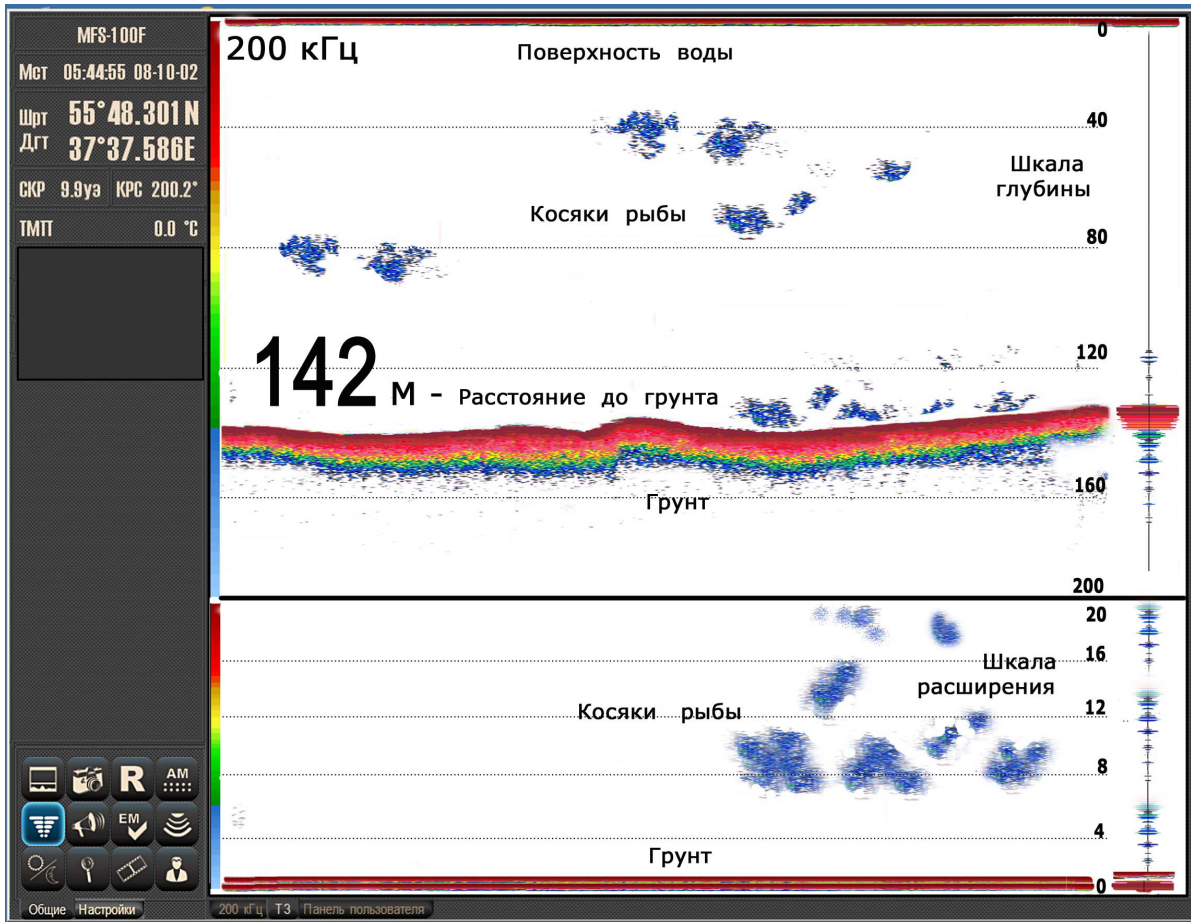 MFS-100F
Мст 05:44:55 08-10-02
Шрт 55°48.301N
Дгт 37°37.586E
СКР 9.9уз КРС 200.2°
ТМП 0.0 °C
200 кГц
Поверхность воды
0
40
Шкала
глубины
Косяки рыбы
80
120
142 м - Расстояние до грунта
160
Грунт
200
20
16
Шкала
расширения
12
Косяки рыбы
8
4
Грунт
0
R
AM
EM
Общие Настройки
200 кГц T3 Панель пользователя